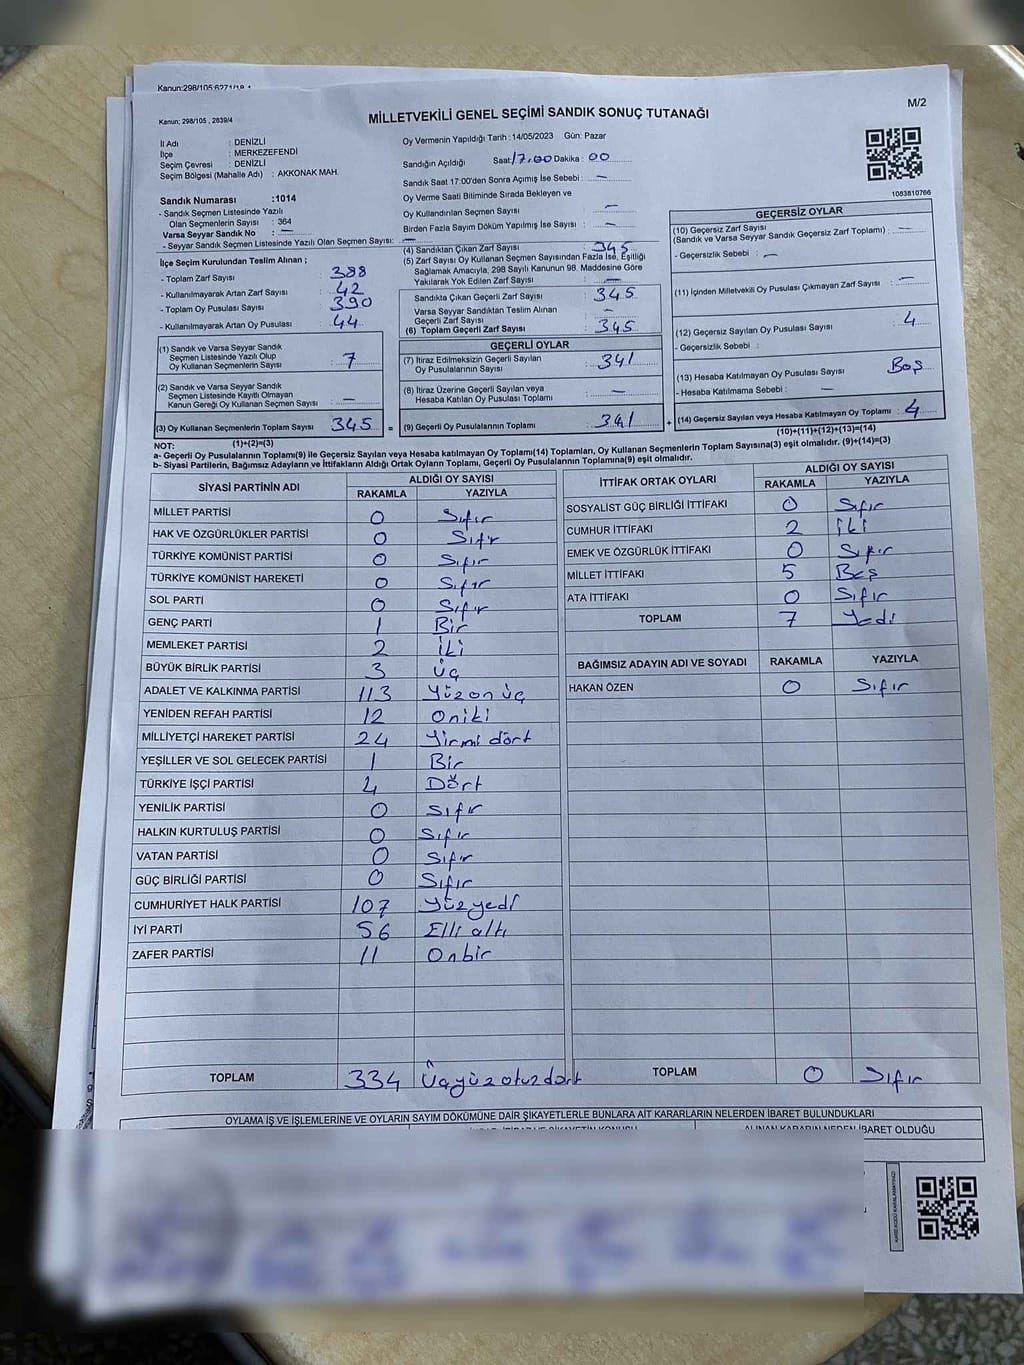 Kanun:298/105
MİLLETVEKİLİ GENEL SEÇİMİ SANDIK SONUÇ TUTANAĞI
M/2
Kanun: 298/105 , 2839/4
İl Adı : DENİZLİ
İlçe : MERKEZEFENDİ
Seçim Çevresi : DENİZLİ
Seçim Bölgesi (Mahalle Adı) : AKKONAK MAH.
Oy Vermenin Yapıldığı Tarih :14/05/2023 Gün: Pazar
Sandığın Açıldığı Saat 17.00 Dakika : 00
Sandık Saat 17:00'den Sonra Açımış İse Sebebi : —
Oy Verme Saati Bitiminde Sırada Bekleyen ve
Oy Kullandırılan Seçmen Sayısı : —
Birden Fazla Sayım Döküm Yapılmış İse Sayısı : —
1083810766
Sandık Numarası :1014
- Sandık Seçmen Listesinde Yazılı
Olan Seçmenlerin Sayısı : 364
Varsa Seyyar Sandık No : —
- Seyyar Sandık Seçmen Listesinde Yazılı Olan Seçmen Sayısı: —
İlçe Seçim Kurulundan Teslim Alınan ;
- Toplam Zarf Sayısı : 388
- Kullanılmayarak Artan Zarf Sayısı : 42
- Toplam Oy Pusulası Sayısı : 390
- Kullanılmayarak Artan Oy Pusulası : 44
(1) Sandık ve Varsa Seyyar Sandık
Seçmen Listesinde Yazılı Olup
Oy Kullanan Seçmenlerin Sayısı : 7
(2) Sandık ve Varsa Seyyar Sandık
Seçmen Listesinde Kayıtlı Olmayan
Kanun Gereği Oy Kullanan Seçmen Sayısı : —
(3) Oy Kullanan Seçmenlerin Toplam Sayısı : 345 =
(4) Sandıktan Çıkan Zarf Sayısı : 345
(5) Zarf Sayısı Oy Kullanan Seçmen Sayısından Fazla İse, Eşitliği
Sağlamak Amacıyla; 298 Sayılı Kanunun 98. Maddesine Göre
Yakılarak Yok Edilen Zarf Sayısı : —
Sandıkta Çıkan Geçerli Zarf Sayısı : 345
Varsa Seyyar Sandıktan Teslim Alınan
Geçerli Zarf Sayısı : —
(6) Toplam Geçerli Zarf Sayısı : 345
GEÇERLİ OYLAR
(7) İtiraz Edilmeksizin Geçerli Sayılan
Oy Pusulalarının Sayısı : 341
(8) İtiraz Üzerine Geçerli Sayılan veya
Hesaba Katılan Oy Pusulası Toplamı : —
(9) Geçerli Oy Pusulalarının Toplamı : 341 +
GEÇERSİZ OYLAR
(10) Geçersiz Zarf Sayısı
(Sandık ve Varsa Seyyar Sandık Geçersiz Zarf Toplamı) : —
- Geçersizlik Sebebi : —
(11) İçinden Milletvekili Oy Pusulası Çıkmayan Zarf Sayısı : —
(12) Geçersiz Sayılan Oy Pusulası Sayısı : 4
- Geçersizlik Sebebi :
(13) Hesaba Katılmayan Oy Pusulası Sayısı : Boş
- Hesaba Katılmama Sebebi : —
(14) Geçersiz Sayılan veya Hesaba Katılmayan Oy Toplamı : 4
(10)+(11)+(12)+(13)=(14)
NOT: (1)+(2)=(3)
a- Geçerli Oy Pusulalarının Toplamı(9) ile Geçersiz Sayılan veya Hesaba katılmayan Oy Toplamı(14) Toplamları, Oy Kullanan Seçmenlerin Toplam Sayısına(3) eşit olmalıdır. (9)+(14)=(3)
b- Siyasi Partilerin, Bağımsız Adayların ve İttifakların Aldığı Ortak Oyların Toplamı, Geçerli Oy Pusulalarının Toplamına(9) eşit olmalıdır.
SİYASİ PARTİNİN ADI ALDIĞI OY SAYISI
RAKAMLA YAZIYLA
MİLLET PARTİSİ 0 Sıfır
HAK VE ÖZGÜRLÜKLER PARTİSİ 0 Sıfır
TÜRKİYE KOMÜNİST PARTİSİ 0 Sıfır
TÜRKİYE KOMÜNİST HAREKETİ 0 Sıfır
SOL PARTİ 0 Sıfır
GENÇ PARTİ 1 Bir
MEMLEKET PARTİSİ 2 İki
BÜYÜK BİRLİK PARTİSİ 3 Üç
ADALET VE KALKINMA PARTİSİ 113 Yüzonüç
YENİDEN REFAH PARTİSİ 12 Oniki
MİLLİYETÇİ HAREKET PARTİSİ 24 Yirmi dört
YEŞİLLER VE SOL GELECEK PARTİSİ 1 Bir
TÜRKİYE İŞÇİ PARTİSİ 4 Dört
YENİLİK PARTİSİ 0 Sıfır
HALKIN KURTULUŞ PARTİSİ 0 Sıfır
VATAN PARTİSİ 0 Sıfır
GÜÇ BİRLİĞİ PARTİSİ 0 Sıfır
CUMHURİYET HALK PARTİSİ 107 Yüzyedi
İYİ PARTİ 56 Elli altı
ZAFER PARTİSİ 11 Onbir
TOPLAM 334 Üçyüzotuzdört
İTTİFAK ORTAK OYLARI ALDIĞI OY SAYISI
RAKAMLA YAZIYLA
SOSYALİST GÜÇ BİRLİĞİ İTTİFAKI 0 Sıfır
CUMHUR İTTİFAKI 2 İki
EMEK VE ÖZGÜRLÜK İTTİFAKI 0 Sıfır
MİLLET İTTİFAKI 5 Beş
ATA İTTİFAKI 0 Sıfır
TOPLAM 7 Yedi
BAĞIMSIZ ADAYIN ADI VE SOYADI RAKAMLA YAZIYLA
HAKAN ÖZEN 0 Sıfır
TOPLAM 0 Sıfır
OYLAMA İŞ VE İŞLEMLERİNE VE OYLARIN SAYIM DÖKÜMÜNE DAİR ŞİKAYETLERLE BUNLARA AİT KARARLARIN NELERDEN İBARET BULUNDUKLARI
ALINAN KARARIN NEDEN İBARET OLDUĞU